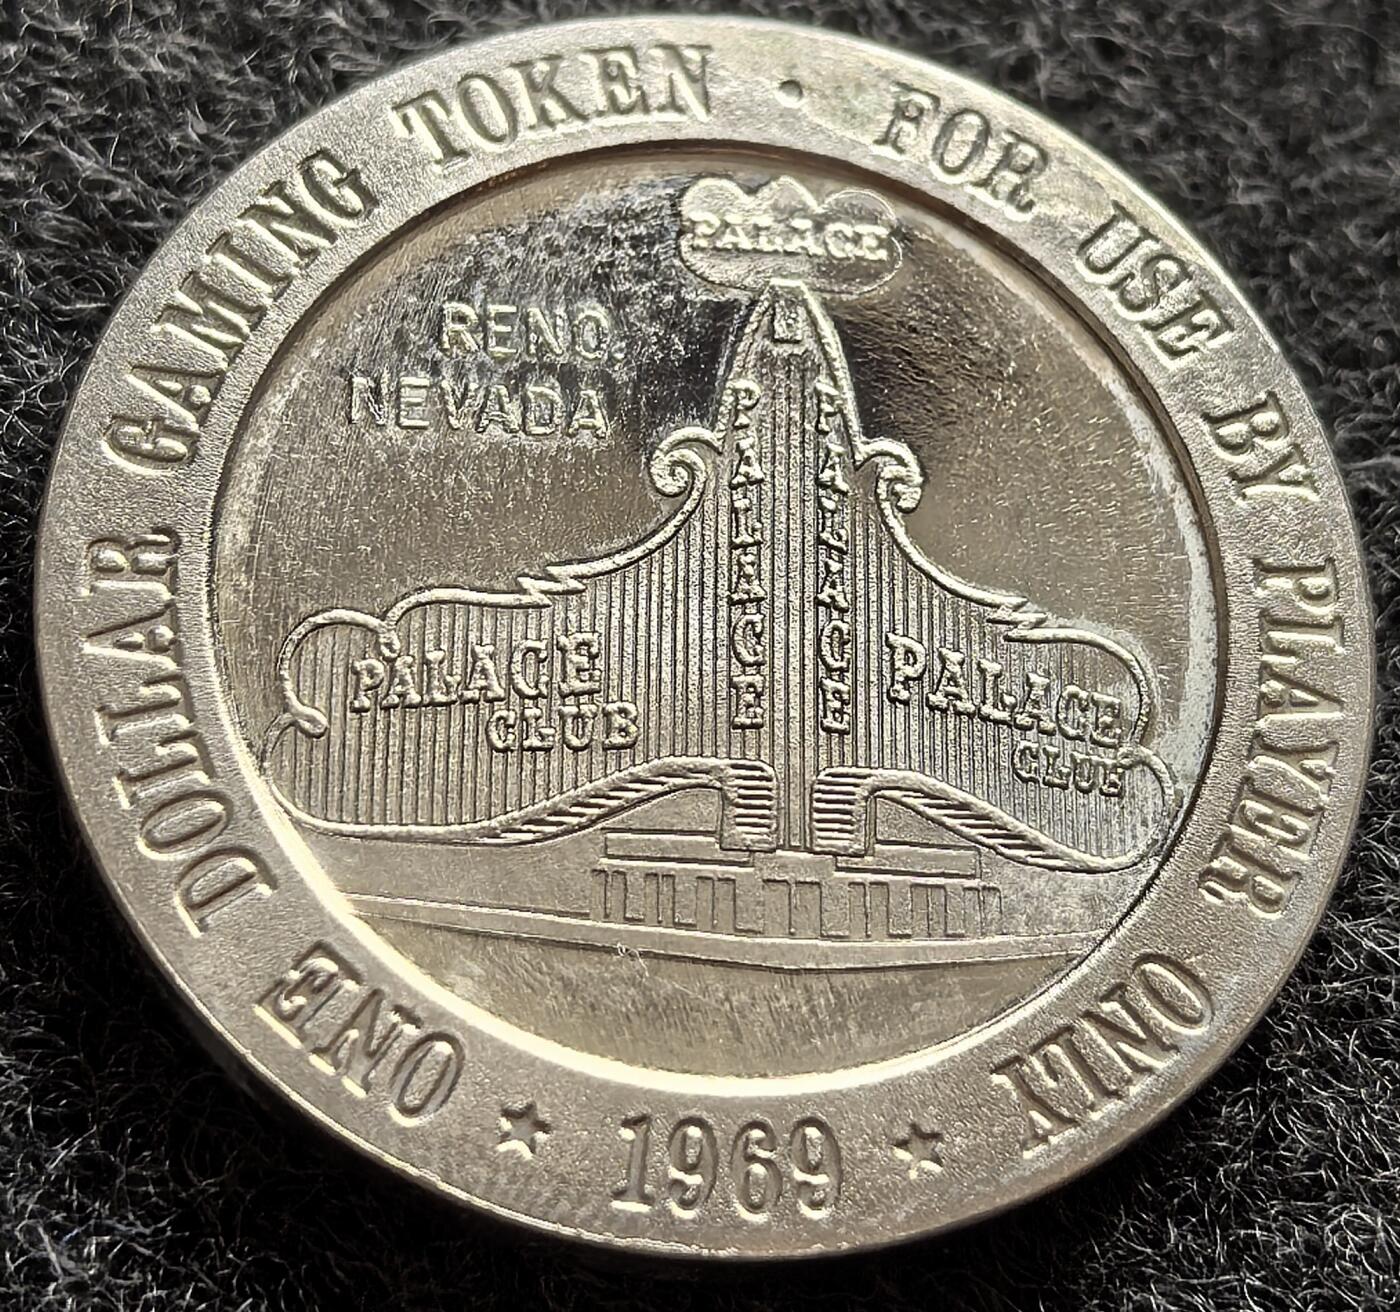 ONE DOLLAR GAMING TOKEN · FOR USE BY PLAYER ONLY
★ 1969 ★
PALACE
RENO,
NEVADA
PALACE
PALACE
PALACE
CLUB
PALACE
CLUB